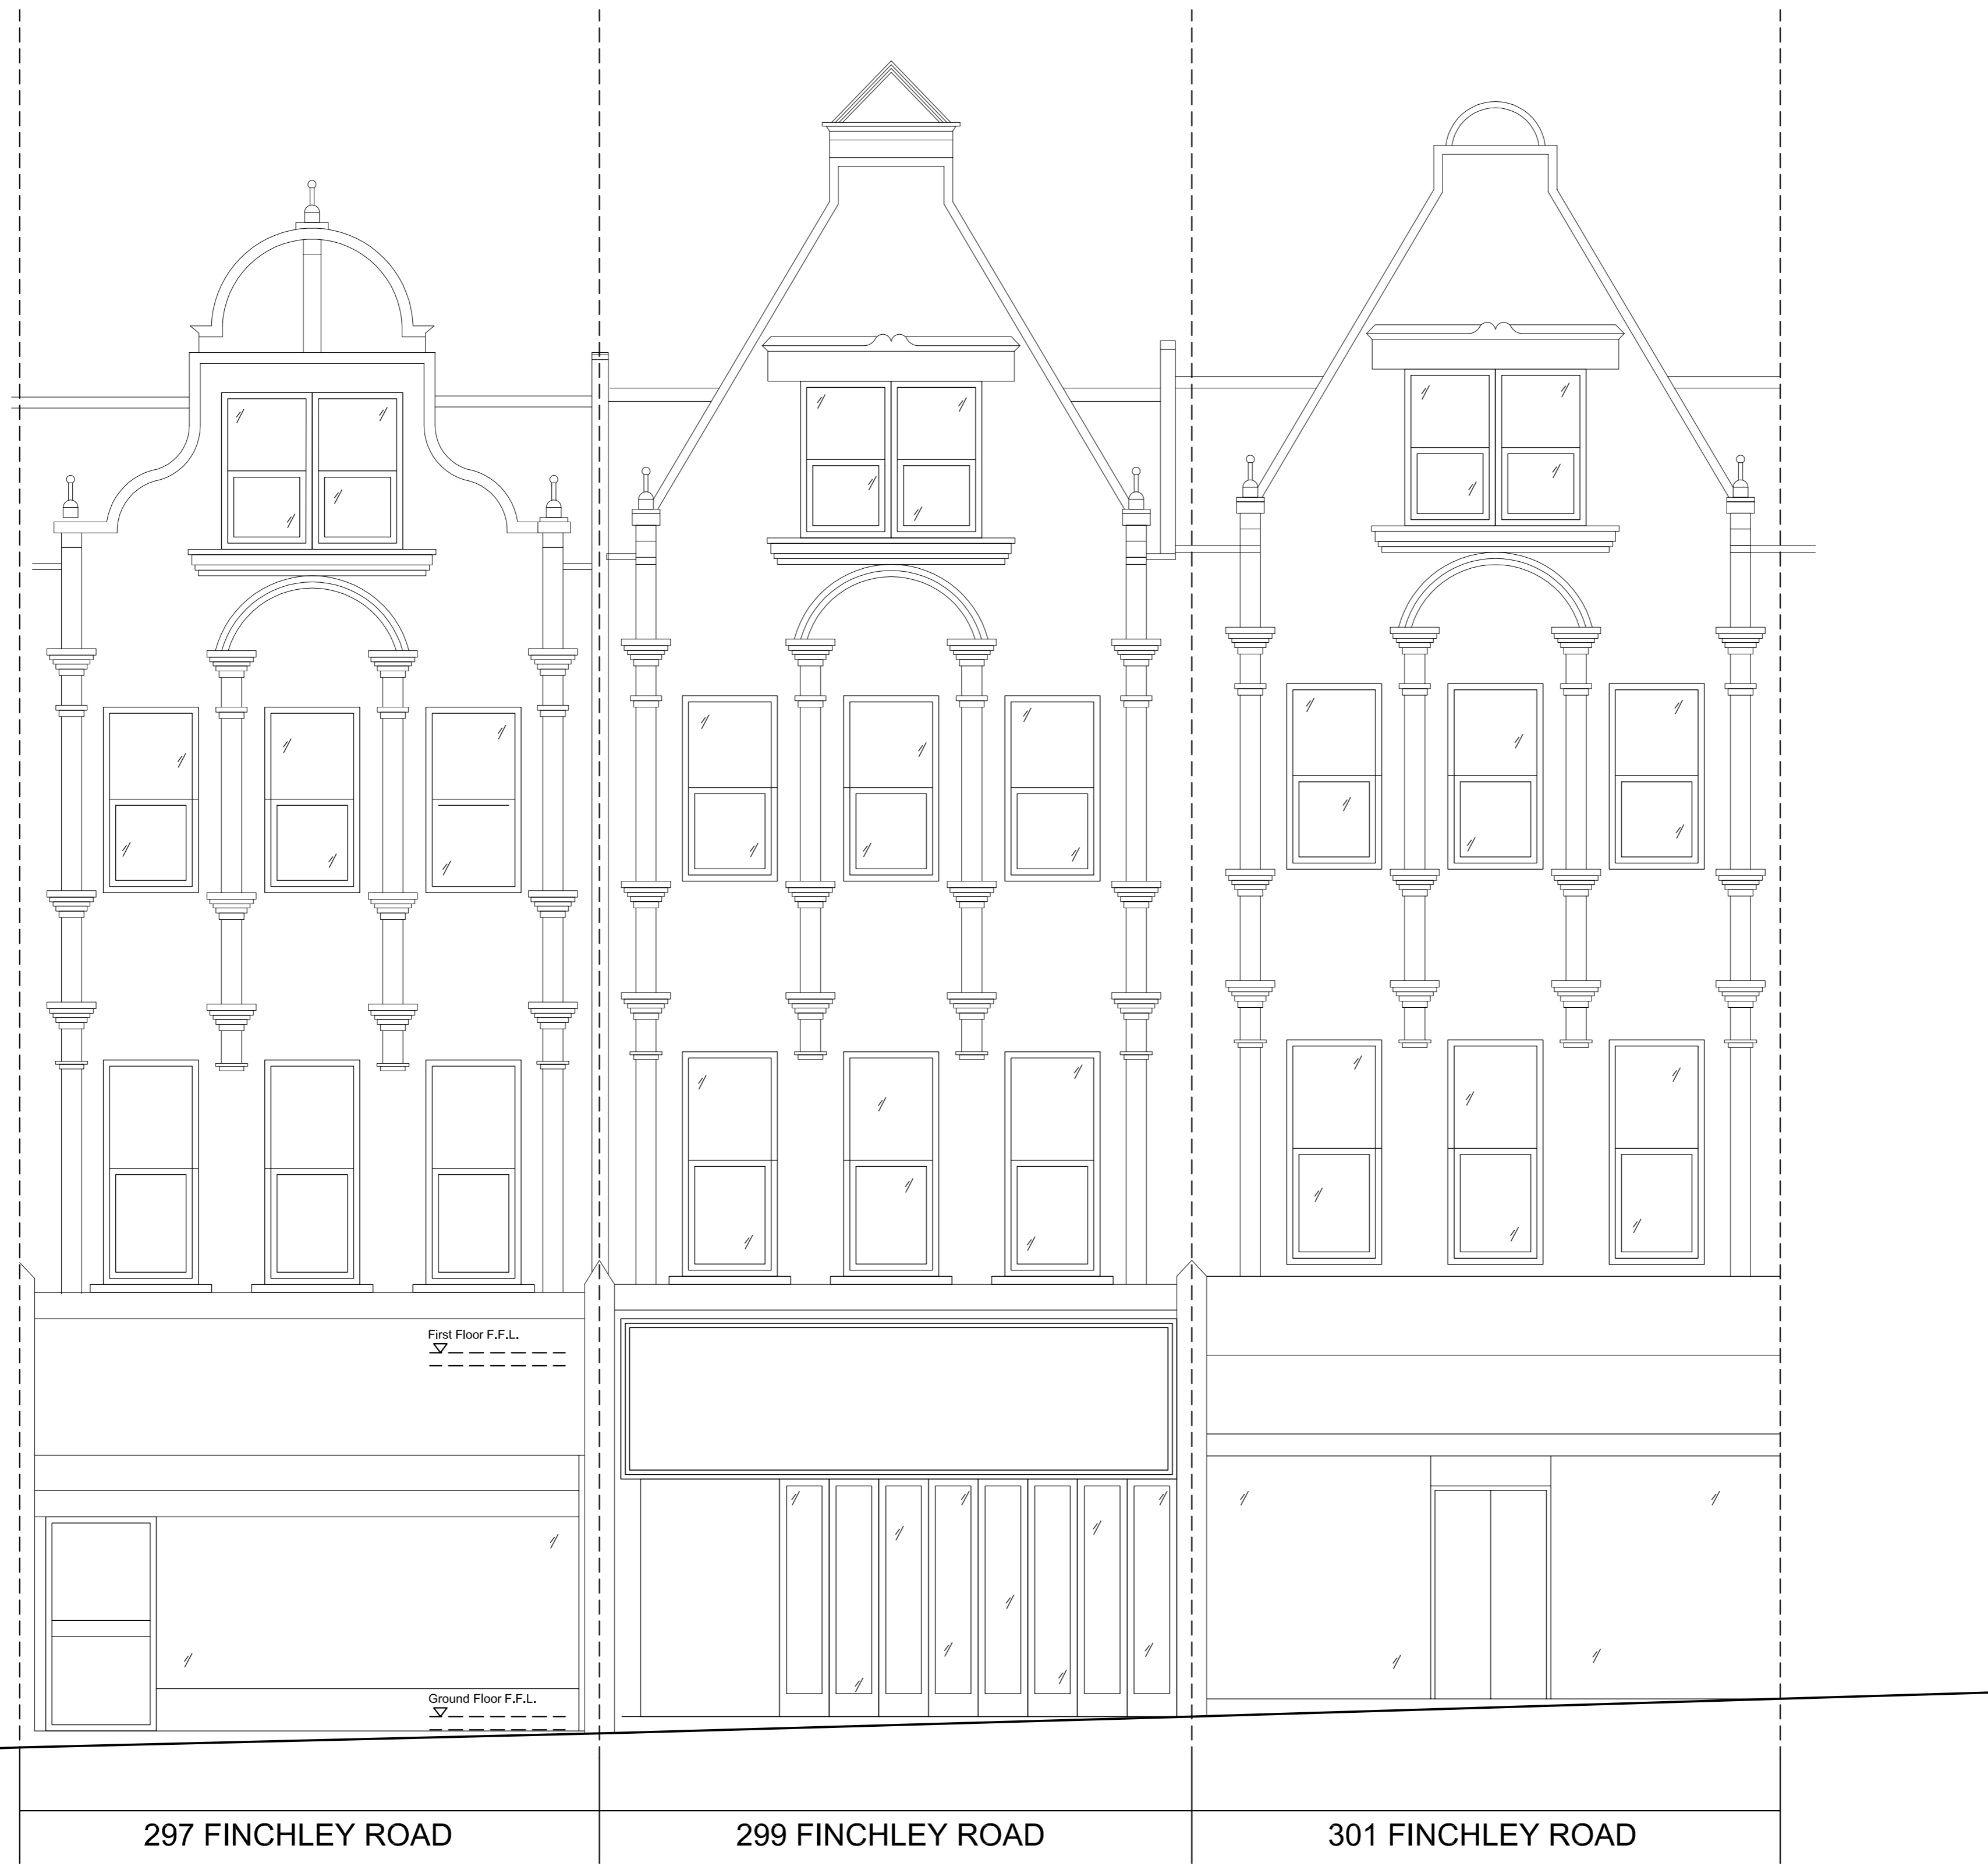 First Floor F.F.L.
Ground Floor F.F.L.
297 FINCHLEY ROAD
299 FINCHLEY ROAD
301 FINCHLEY ROAD